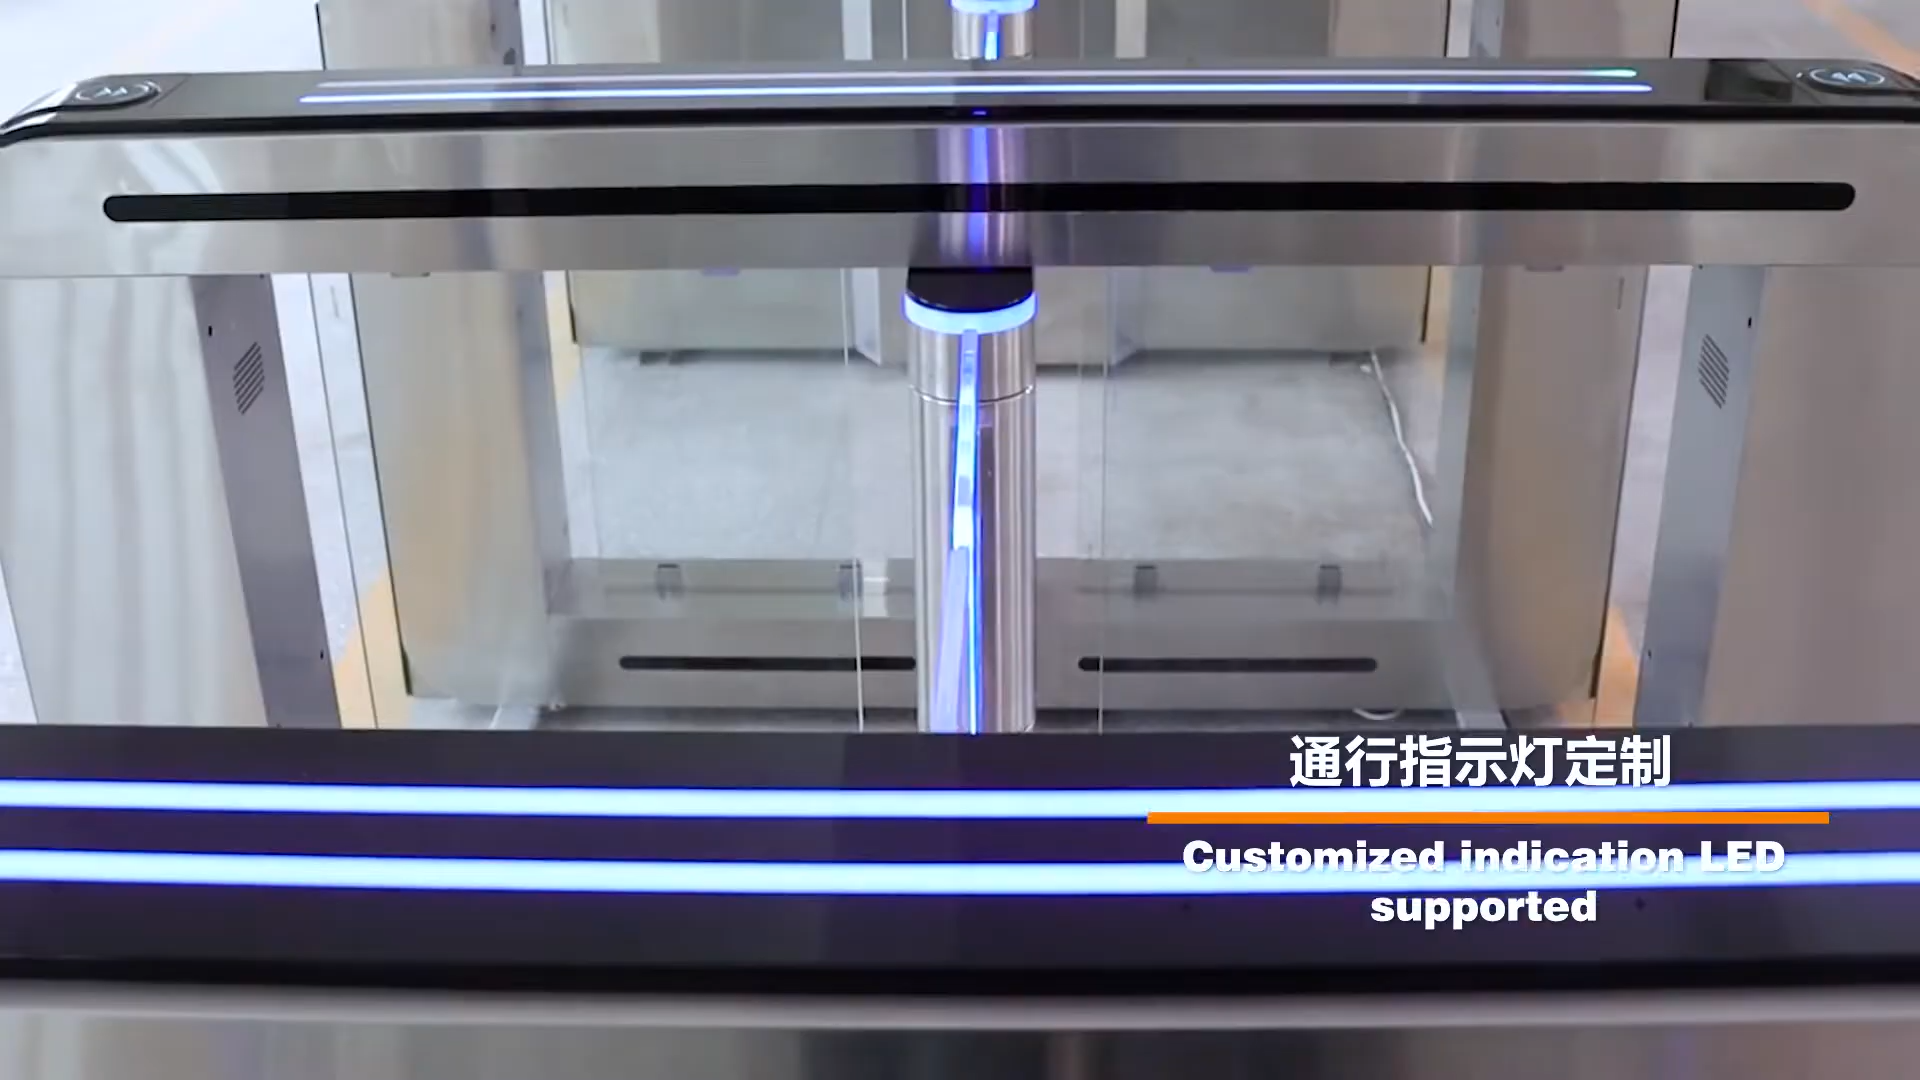 通行指示灯定制
Customized indication LED
supported